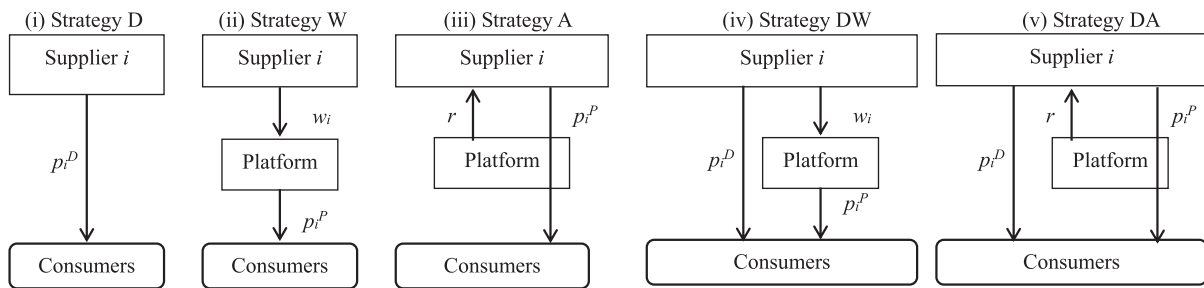 (i) Strategy D
(ii) Strategy W
(iii) Strategy A
(iv) Strategy DW
(v) Strategy DA
Supplier i
Supplier i
Supplier i
Supplier i
Supplier i
p_i^D
w_i
Platform
p_i^P
r
p_i^P
Platform
p_i^D
w_i
Platform
p_i^P
p_i^D
r
p_i^P
Platform
Consumers
Consumers
Consumers
Consumers
Consumers